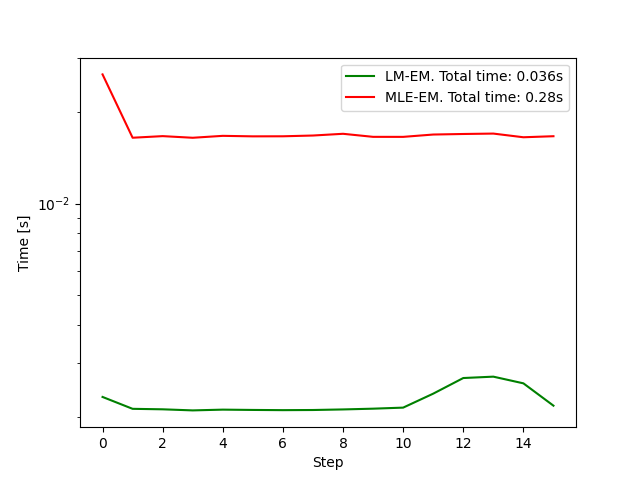 LM-EM. Total time: 0.036s
MLE-EM. Total time: 0.28s
10⁻²
Time [s]
0 2 4 6 8 10 12 14
Step